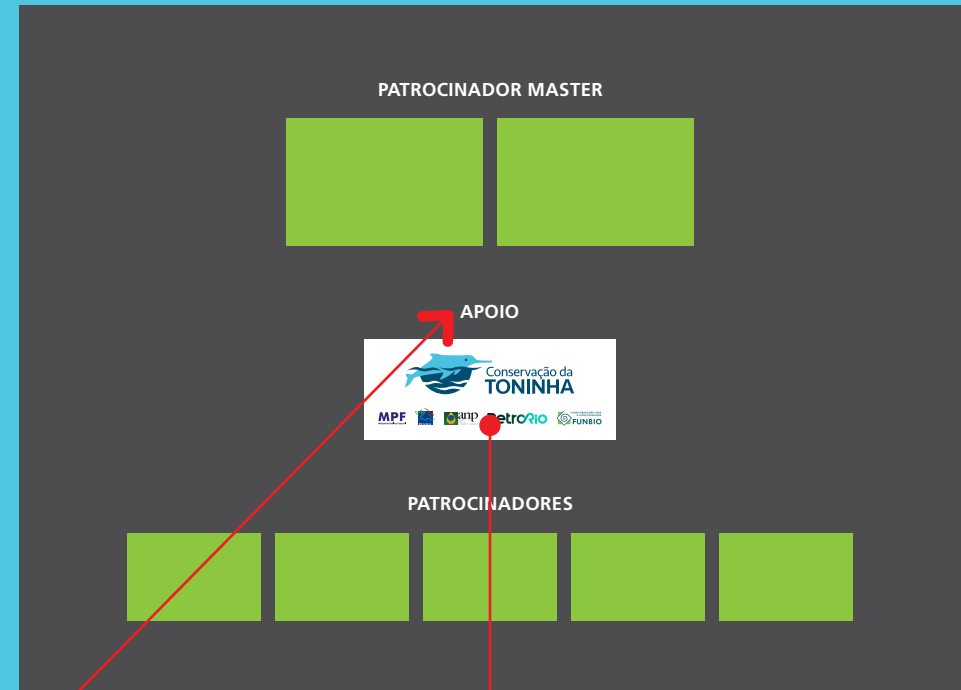 PATROCINADOR MASTER
APOIO
Conservação da
TONINHA
MPF
anp
PetroRio
FUNBIO
PATROCINADORES